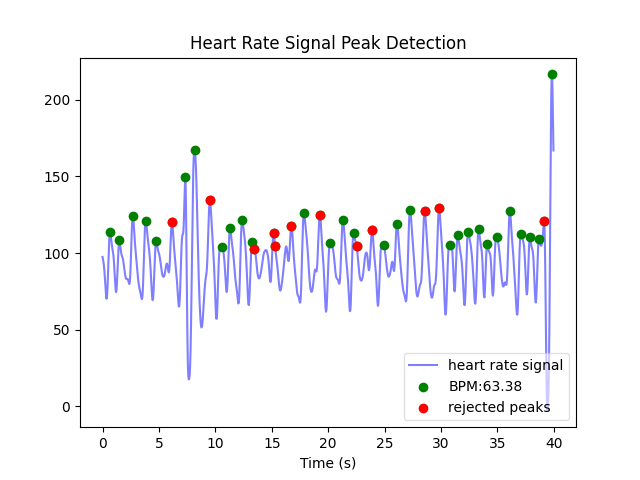 Heart Rate Signal Peak Detection
200
150
100
50
0
heart rate signal
BPM:63.38
rejected peaks
0 5 10 15 20 25 30 35 40
Time (s)